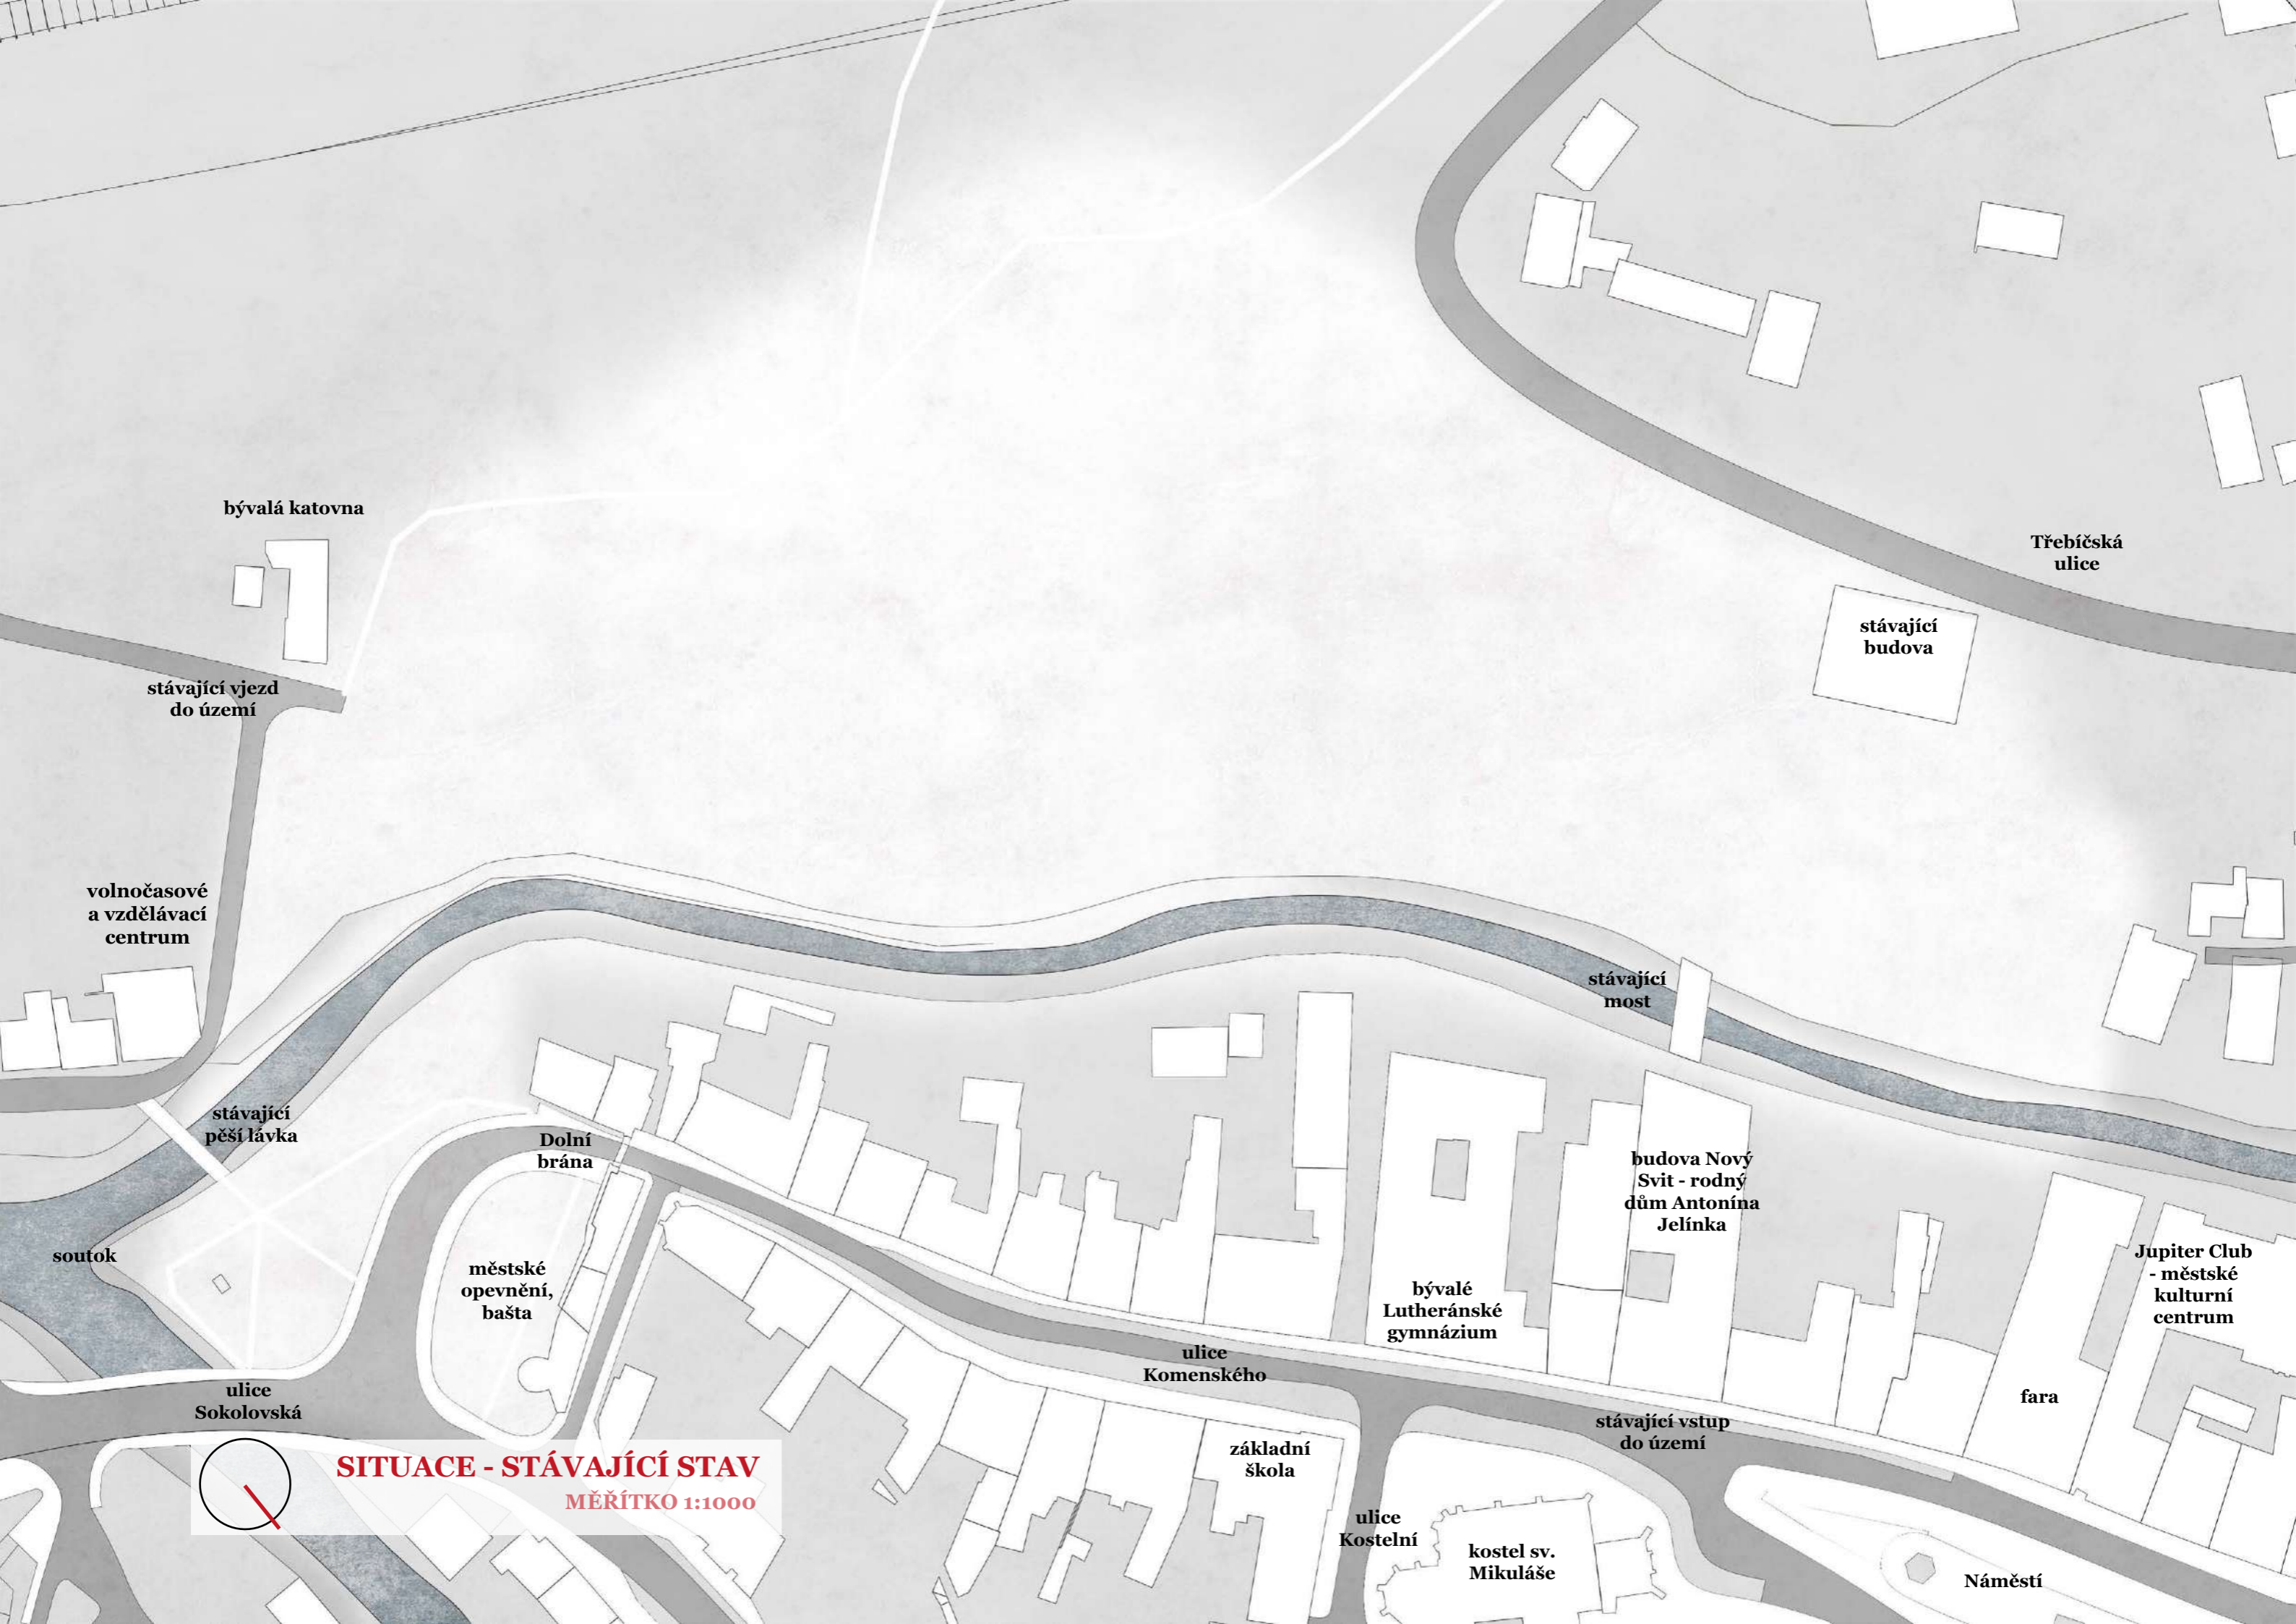 bývalá katovna
Třebíčská
ulice
stávající
budova
stávající vjezd
do území
volnočasové
a vzdělávací
centrum
stávající
most
stávající
pěší lávka
Dolní
brána
budova Nový
Svit - rodný
dům Antonína
Jelínka
soutok
městské
opevnění,
bašta
bývalé
Lutheránské
gymnázium
Jupiter Club
- městské
kulturní
centrum
ulice
Komenského
ulice
Sokolovská
fara
stávající vstup
do území
základní
škola
SITUACE - STÁVAJÍCÍ STAV
MĚŘÍTKO 1:1000
ulice
Kostelní
kostel sv.
Mikuláše
Náměstí